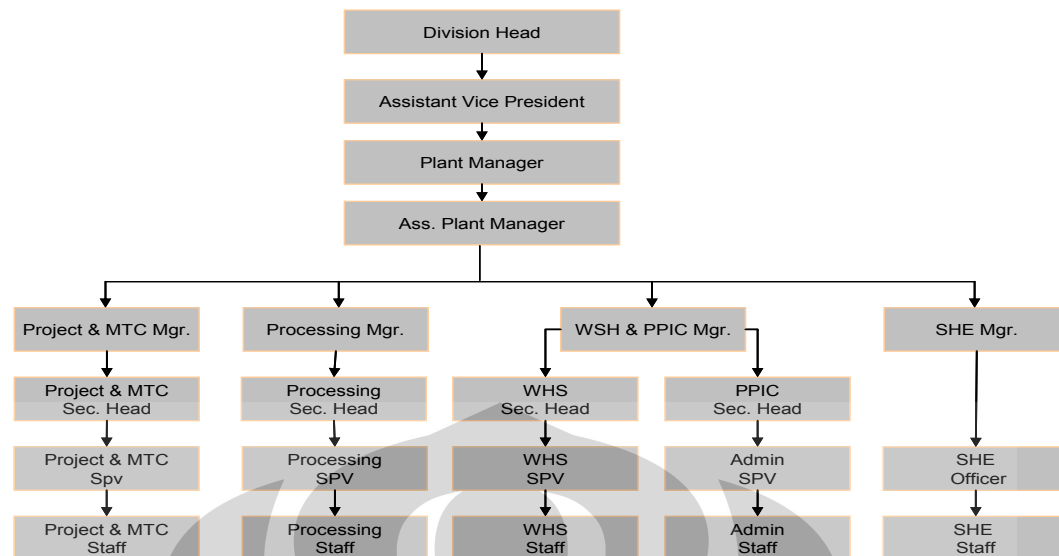 Division Head
Assistant Vice President
Plant Manager
Ass. Plant Manager
Project & MTC Mgr.
Processing Mgr.
WSH & PPIC Mgr.
SHE Mgr.
Project & MTC
Sec. Head
Processing
Sec. Head
WHS
Sec. Head
PPIC
Sec. Head
Project & MTC
Spv
Processing
SPV
WHS
SPV
Admin
SPV
SHE
Officer
Project & MTC
Staff
Processing
Staff
WHS
Staff
Admin
Staff
SHE
Staff